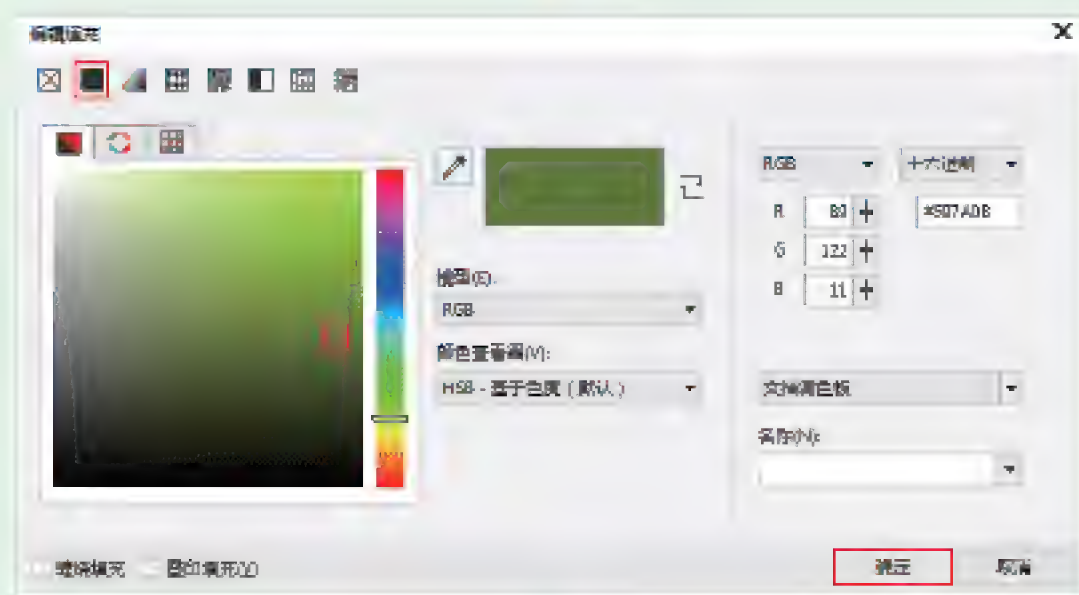 编辑填充
RGB 十六进制
R
G 122
B 11
模型(E):
RGB
颜色查看器(V):
HSB - 基于色度 (默认)
文档调色板
名称(N):
缠绕填充 叠印填充(V)
确定 取消